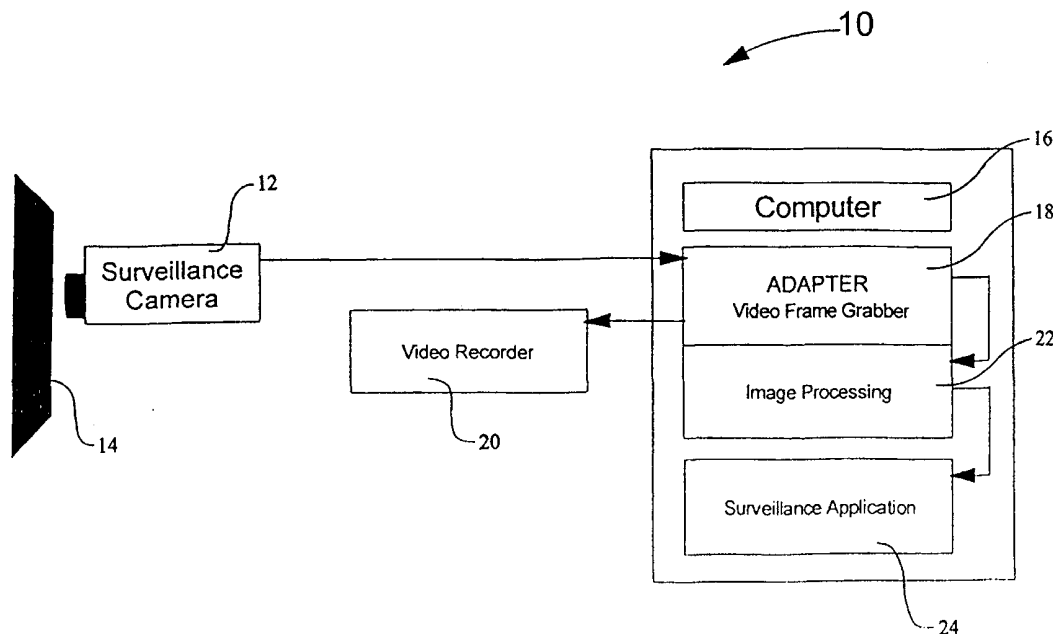 10
16
12
Computer
18
Surveillance
Camera
ADAPTER
Video Frame Grabber
Video Recorder
22
Image Processing
14
20
Surveillance Application
24